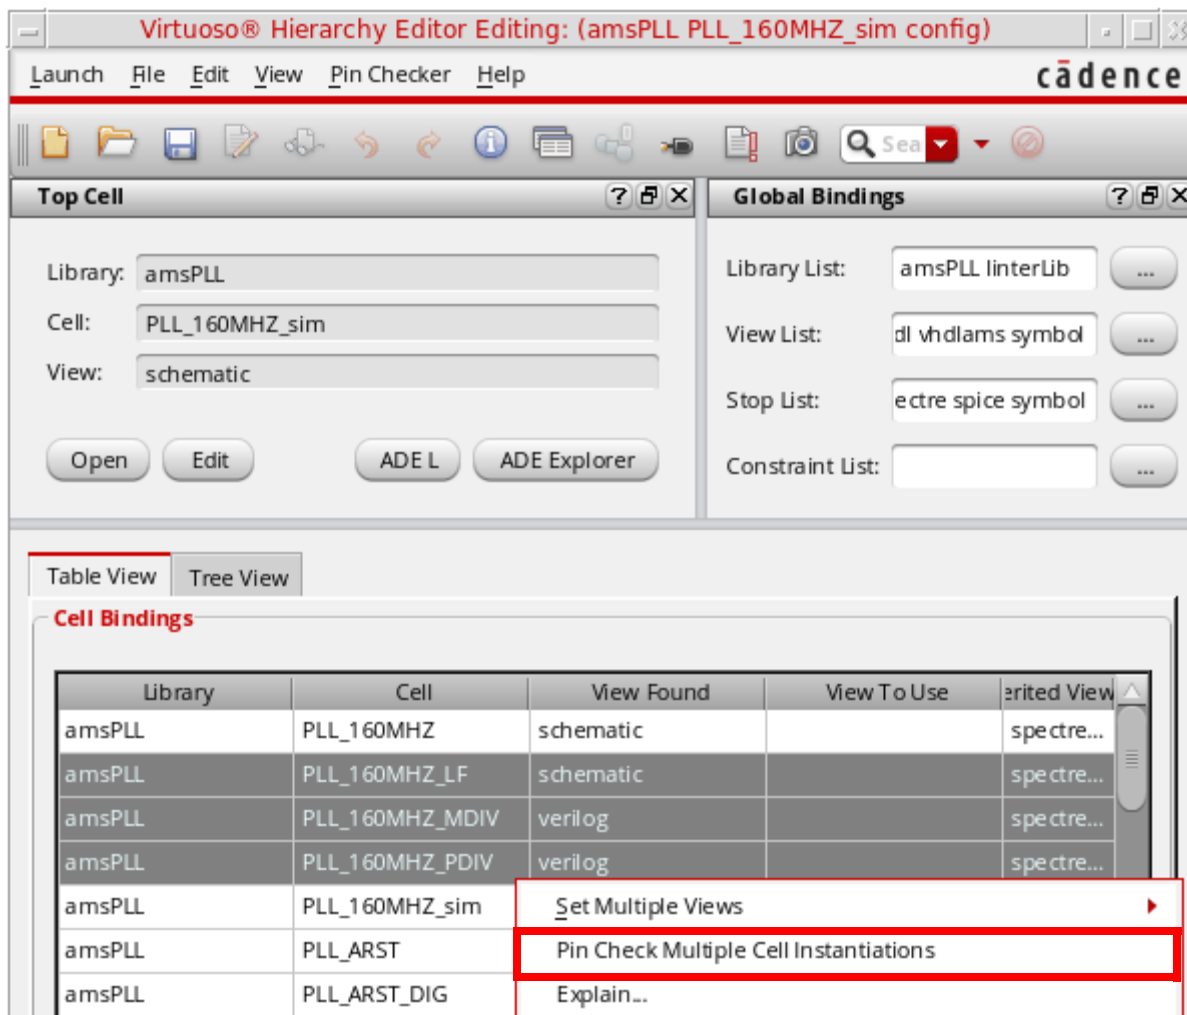 Virtuoso® Hierarchy Editor Editing: (amsPLL PLL_160MHZ_sim config)
Launch File Edit View Pin Checker Help cādence
Sea
Top Cell
Library: amsPLL
Cell: PLL_160MHZ_sim
View: schematic
Open Edit ADE L ADE Explorer
Global Bindings
Library List: amsPLL linterLib ...
View List: dl vhdlams symbol ...
Stop List: ectre spice symbol ...
Constraint List: ...
Table View Tree View
Cell Bindings
Library Cell View Found View To Use erited View
amsPLL PLL_160MHZ schematic spectre...
amsPLL PLL_160MHZ_LF schematic spectre...
amsPLL PLL_160MHZ_MDIV verilog spectre...
amsPLL PLL_160MHZ_PDIV verilog spectre...
amsPLL PLL_160MHZ_sim
amsPLL PLL_ARST
amsPLL PLL_ARST_DIG
Set Multiple Views
Pin Check Multiple Cell Instantiations
Explain...